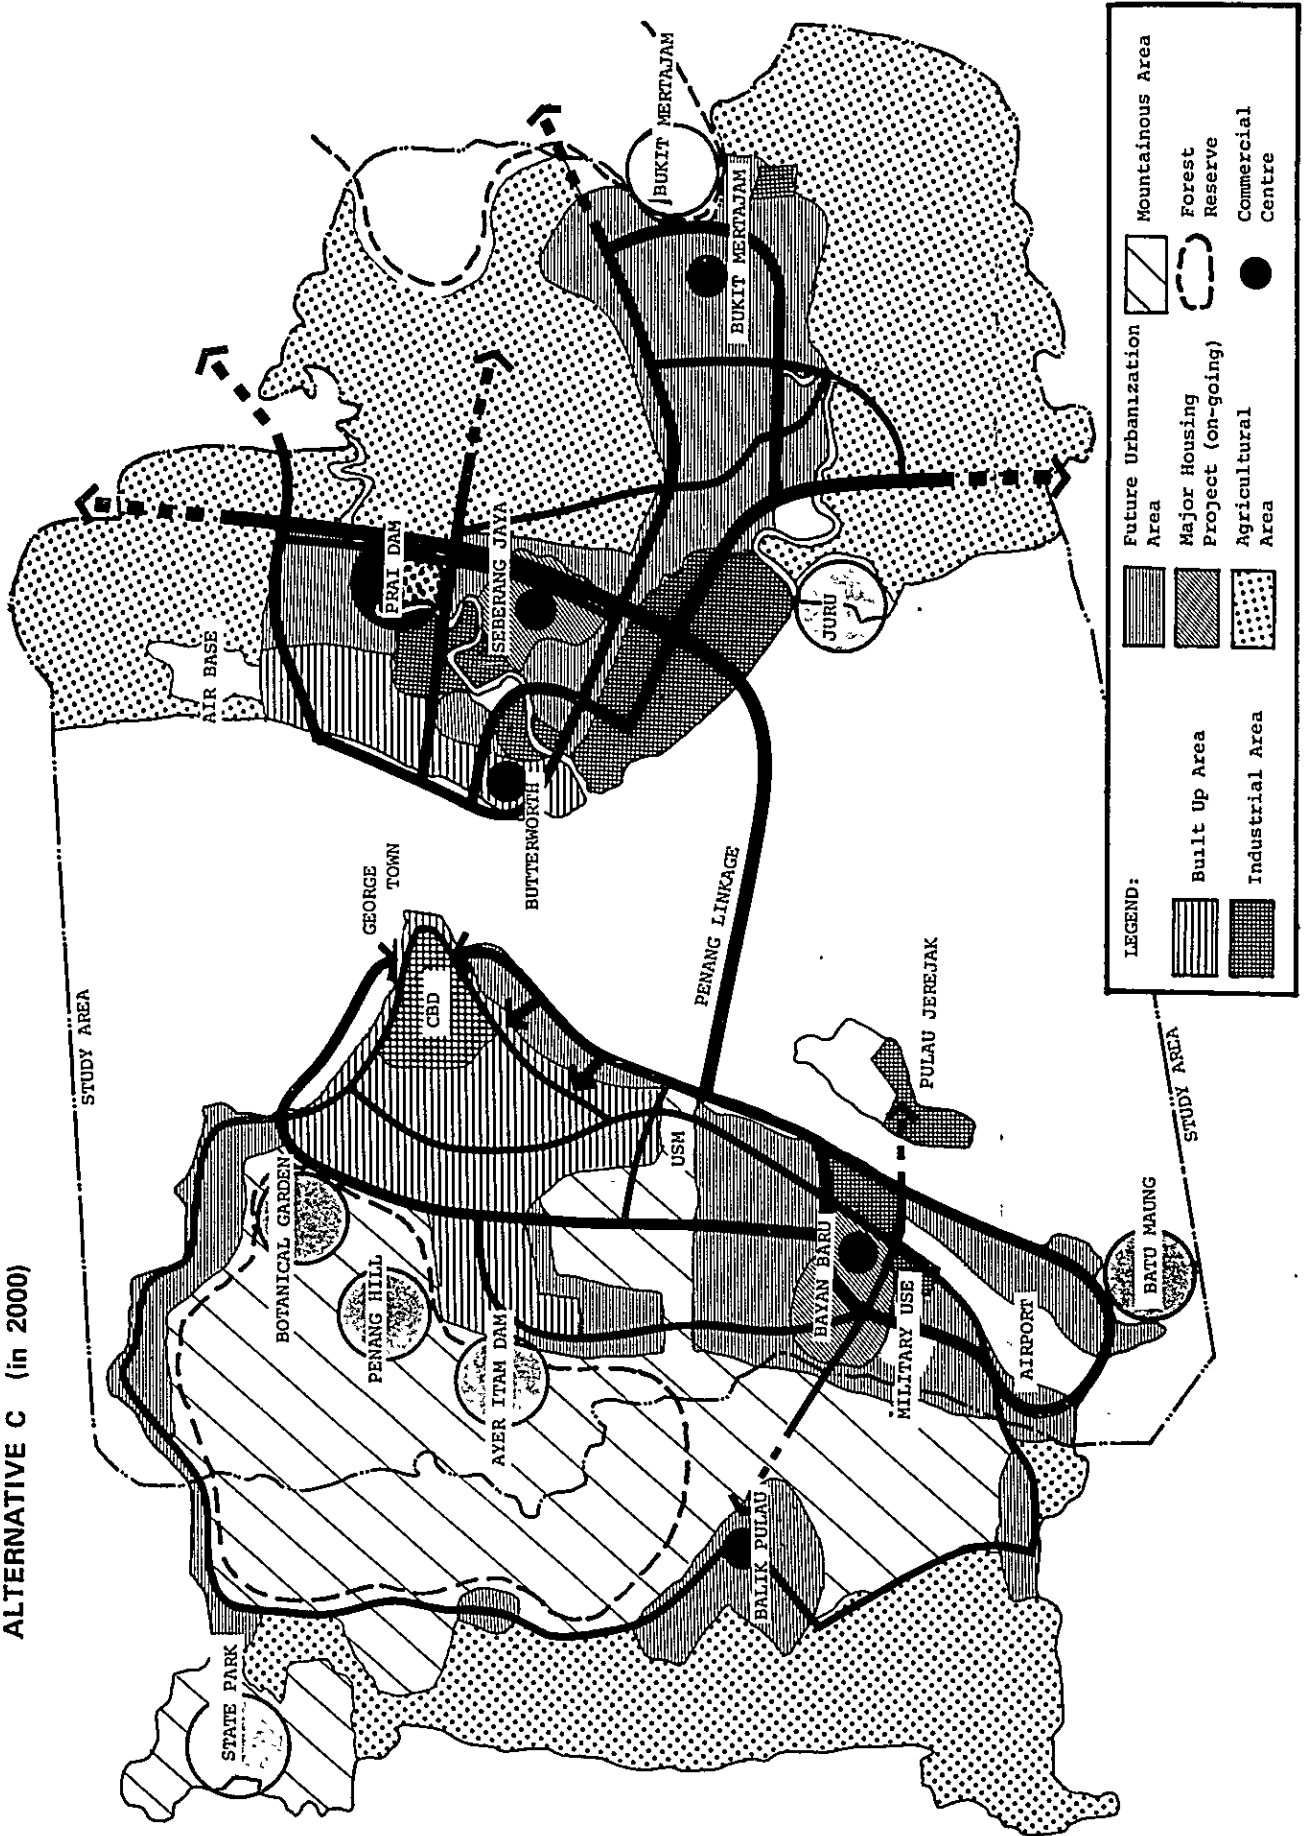 ALTERNATIVE C (in 2000)
STUDY AREA
STATE PARK
BOTANICAL GARDEN
PENANG HILL
AYER ITAM DAM
GEORGE
TOWN
CBD
USM
BALIK PULAU
BAYAN BARU
MILITARY USE
AIRPORT
BATU MAUNG
PULAU JEREJAK
STUDY AREA
PENANG LINKAGE
BUTTERWORTH
AIR BASE
PRAI DAM
SEBERANG JAYA
JURU
BUKIT MERTAJAM
BUKIT MERTAJAM
LEGEND:
Built Up Area
Industrial Area
Future Urbanization
Area
Major Housing
Project (on-going)
Agricultural
Area
Mountainous Area
Forest
Reserve
Commercial
Centre